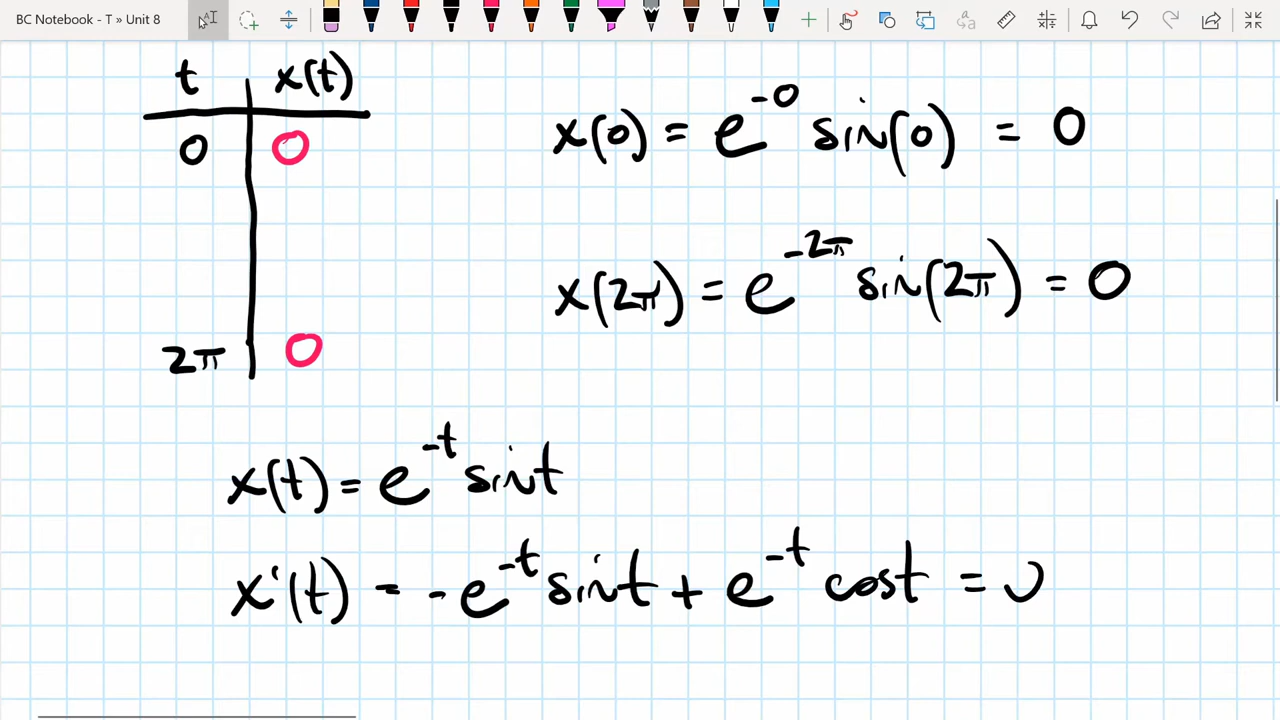 BC Notebook - T » Unit 8
t x(t)
0 0
2π 0
x(0) = e^-0 sin(0) = 0
x(2π) = e^-2π sin(2π) = 0
x(t) = e^-t sint
x'(t) = -e^-t sint + e^-t cost =